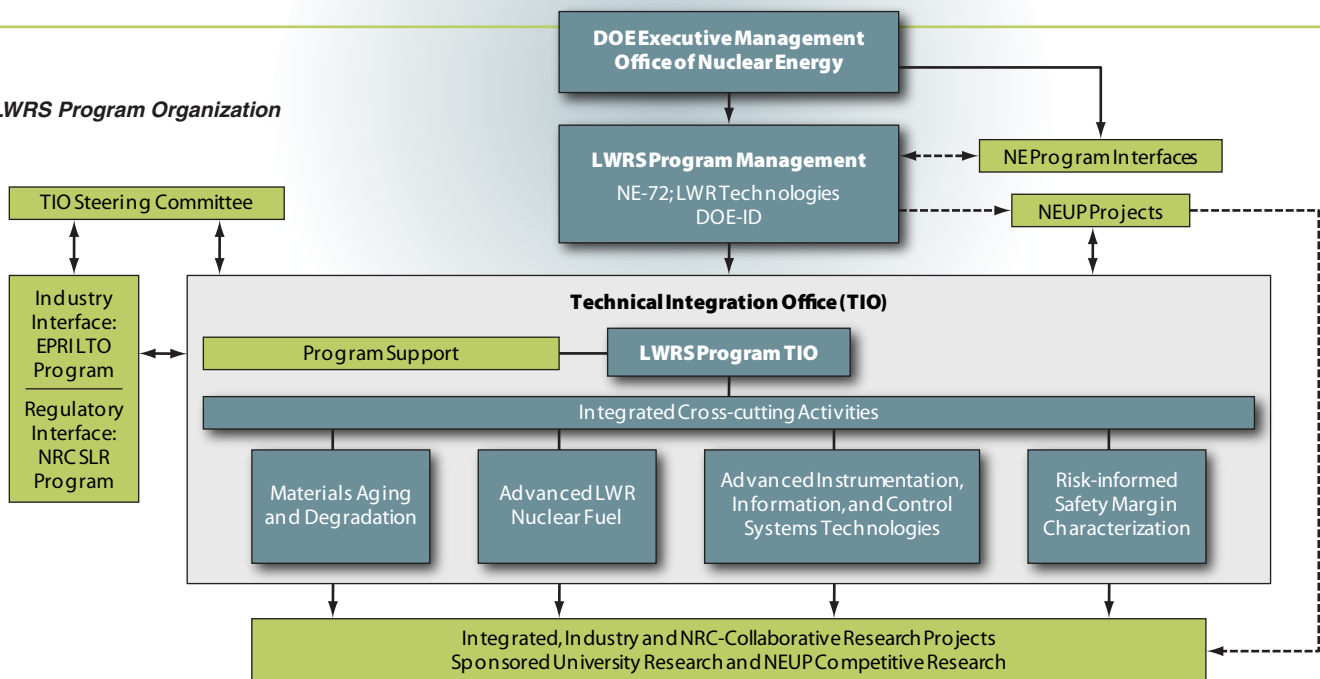 DOE Executive Management
Office of Nuclear Energy
LWRS Program Organization
LWRS Program Management
NE-72; LWR Technologies
DOE-ID
NE Program Interfaces
NEUP Projects
TIO Steering Committee
Industry
Interface:
EPRI LTO
Program
Regulatory
Interface:
NRC SLR
Program
Technical Integration Office (TIO)
Program Support
LWRS Program TIO
Integrated Cross-cutting Activities
Materials Aging
and Degradation
Advanced LWR
Nuclear Fuel
Advanced Instrumentation,
Information, and Control
Systems Technologies
Risk-informed
Safety Margin
Characterization
Integrated, Industry and NRC-Collaborative Research Projects
Sponsored University Research and NEUP Competitive Research